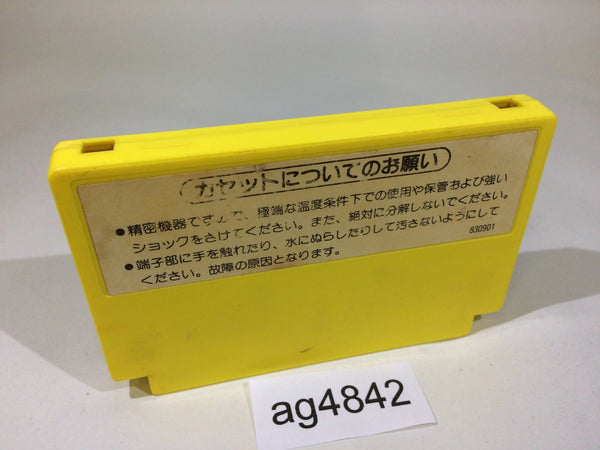 カセットについてのお願い
●精密機器ですので、極端な温度条件下での使用や保管および強い
ショックをさけてください。また、絶対に分解しないでください。
●端子部に手を触れたり、水にぬらしたりして汚さないようにして
ください。故障の原因となります。
830901
ag4842